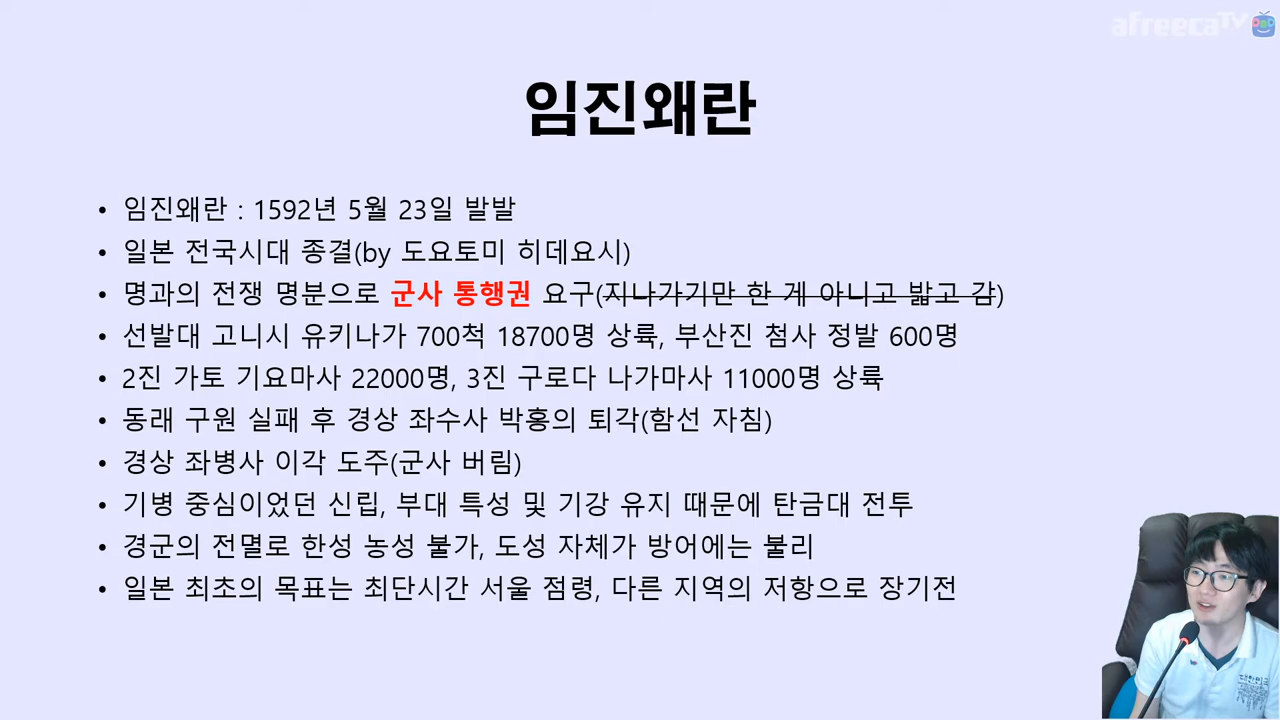 afreecaTV
임진왜란
• 임진왜란 : 1592년 5월 23일 발발
• 일본 전국시대 종결(by 도요토미 히데요시)
• 명과의 전쟁 명분으로 군사 통행권 요구(지나가기만 한 게 아니고 밟고 감)
• 선발대 고니시 유키나가 700척 18700명 상륙, 부산진 첨사 정발 600명
• 2진 가토 기요마사 22000명, 3진 구로다 나가마사 11000명 상륙
• 동래 구원 실패 후 경상 좌수사 박홍의 퇴각(함선 자침)
• 경상 좌병사 이각 도주(군사 버림)
• 기병 중심이었던 신립, 부대 특성 및 기강 유지 때문에 탄금대 전투
• 경군의 전멸로 한성 농성 불가, 도성 자체가 방어에는 불리
• 일본 최초의 목표는 최단시간 서울 점령, 다른 지역의 저항으로 장기전